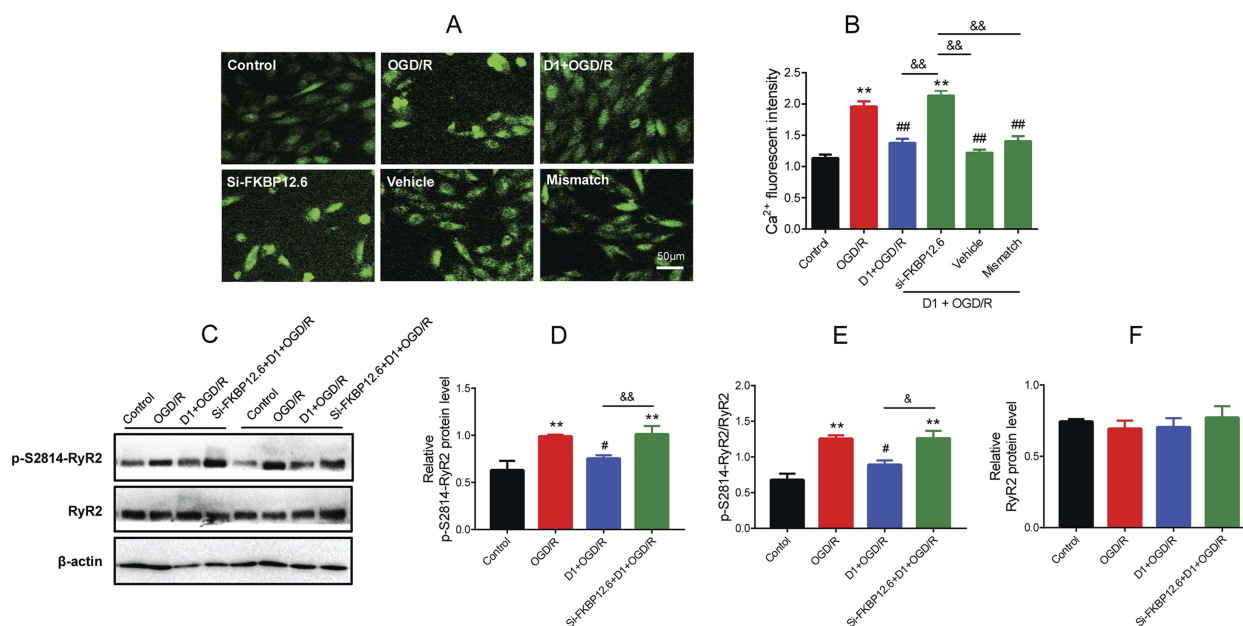 A
Control
OGD/R
D1+OGD/R
Si-FKBP12.6
Vehicle
Mismatch
50μm
B
Ca2+ fluorescent intensity
2.5
2.0
1.5
1.0
0.5
0.0
&&
&&
&&
**
##
**
##
##
Control
OGD/R
D1+OGD/R
si-FKBP12.6
Vehicle
Mismatch
D1 + OGD/R
C
Control
OGD/R
D1+OGD/R
Si-FKBP12.6+D1+OGD/R
Control
OGD/R
D1+OGD/R
Si-FKBP12.6+D1+OGD/R
p-S2814-RyR2
RyR2
β-actin
D
Relative
p-S2814-RyR2 protein level
1.5
1.0
0.5
0.0
&&
**
#
**
Control
OGD/R
D1+OGD/R
Si-FKBP12.6+D1+OGD/R
E
p-S2814-RyR2/RyR2
2.0
1.5
1.0
0.5
0.0
&
**
#
**
Control
OGD/R
D1+OGD/R
Si-FKBP12.6+D1+OGD/R
F
Relative
RyR2 protein level
1.0
0.5
0.0
Contol
OGD/R
D1+OGD/R
Si-FKBP12.6+D1+OGD/R